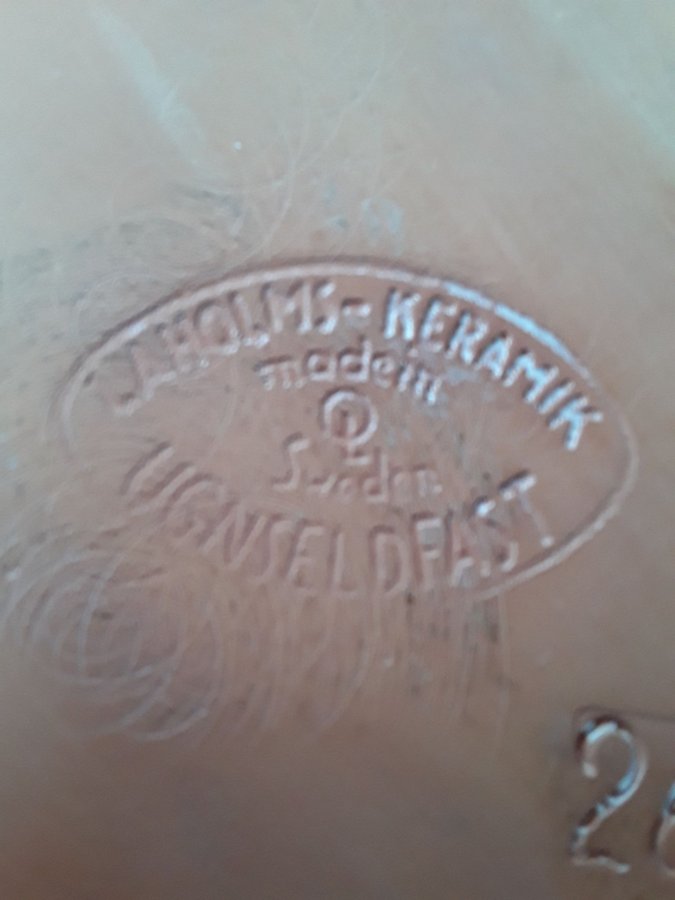 LAHOLMS-KERAMIK
made in
Sweden
UGNSELDFAST